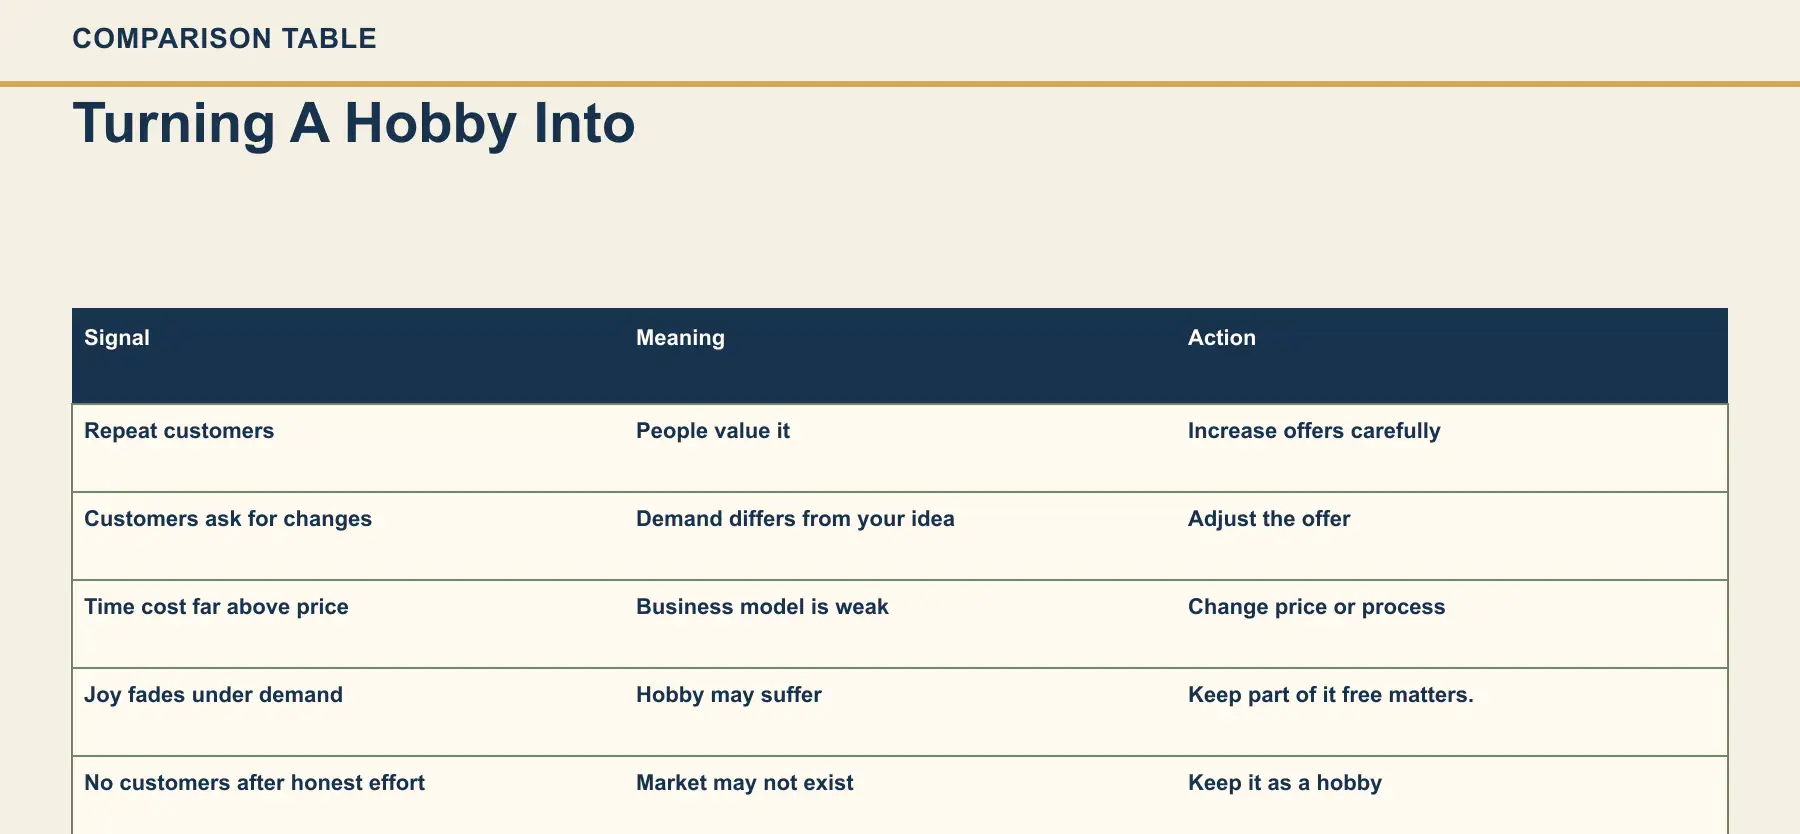 COMPARISON TABLE
Turning A Hobby Into
Signal Meaning Action
Repeat customers People value it Increase offers carefully
Customers ask for changes Demand differs from your idea Adjust the offer
Time cost far above price Business model is weak Change price or process
Joy fades under demand Hobby may suffer Keep part of it free matters.
No customers after honest effort Market may not exist Keep it as a hobby